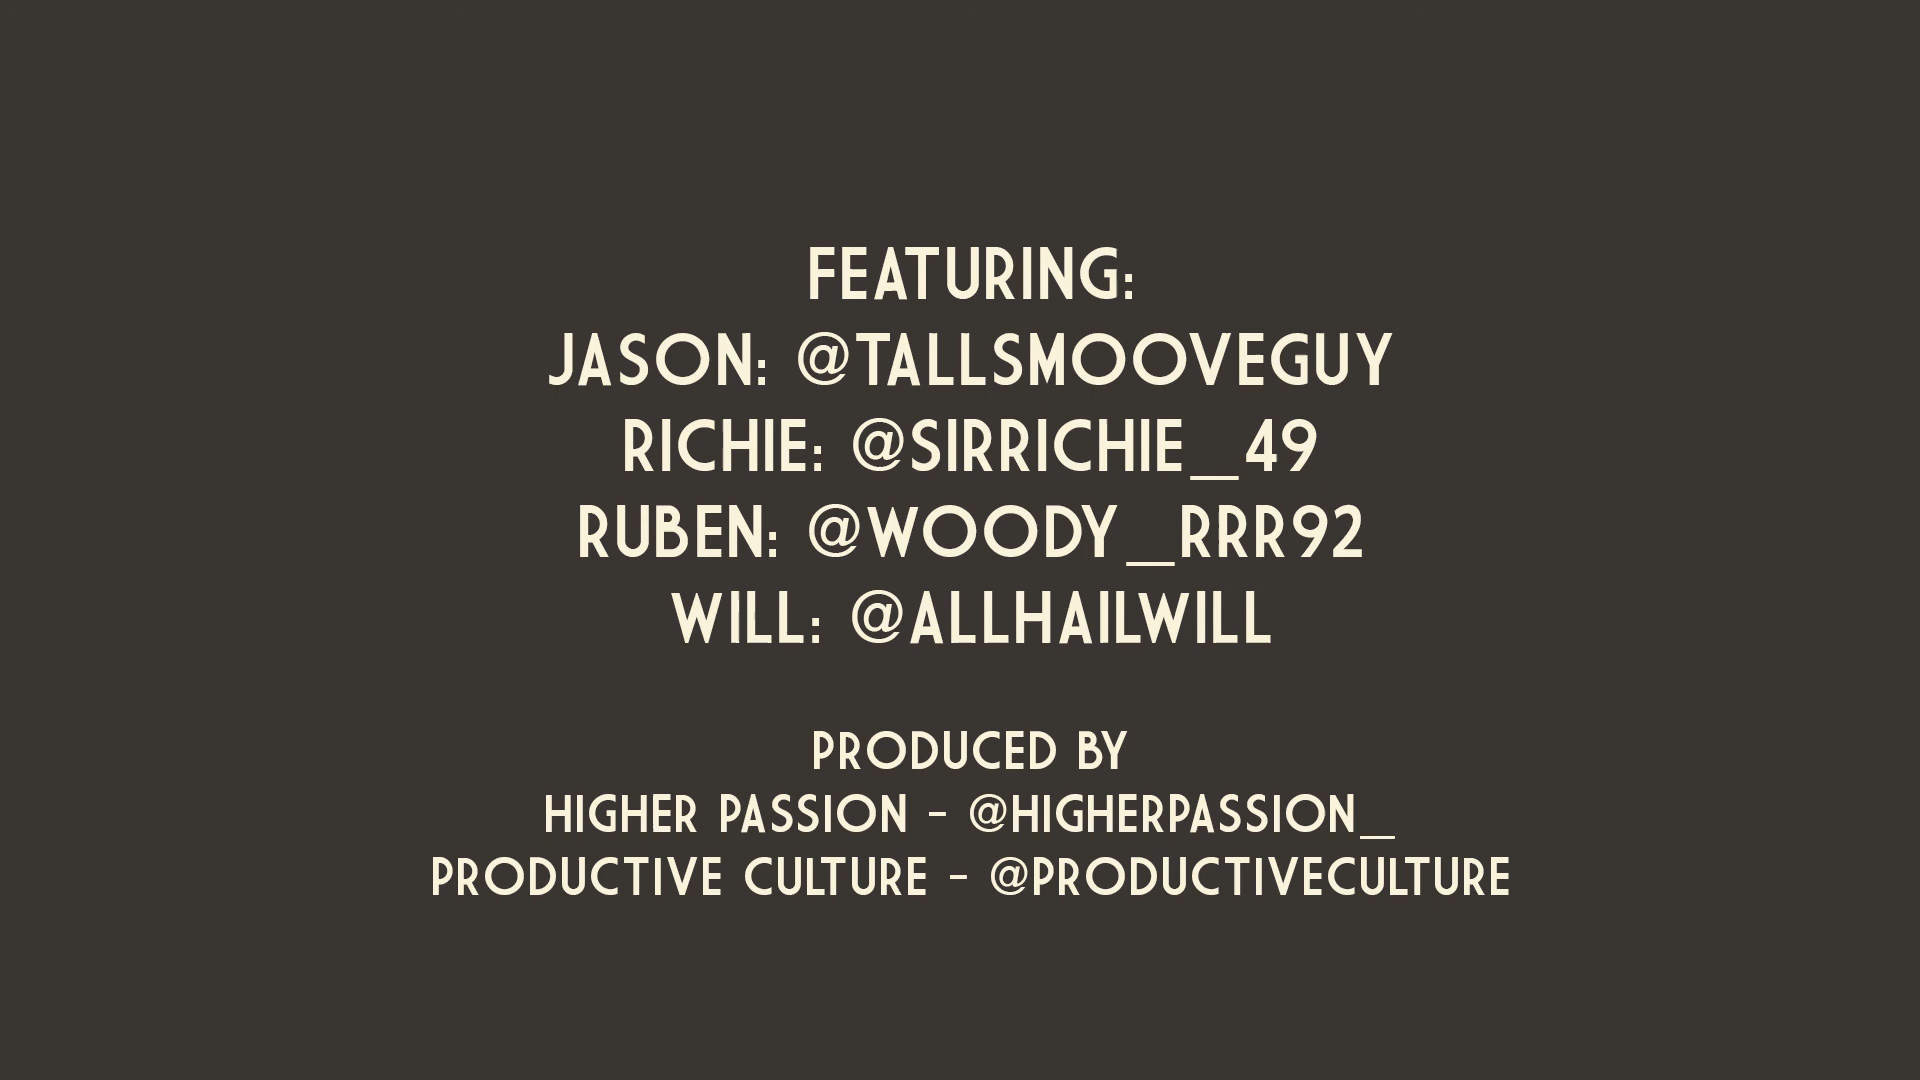 FEATURING:
JASON: @TALLSMOOVEGUY
RICHIE: @SIRRICHIE_49
RUBEN: @WOODY_RRR92
WILL: @ALLHAILWILL
PRODUCED BY
HIGHER PASSION - @HIGHERPASSION_
PRODUCTIVE CULTURE - @PRODUCTIVECULTURE